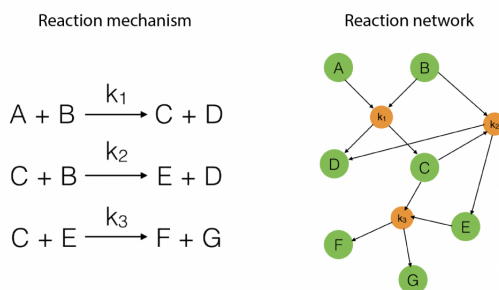 Reaction mechanism
Reaction network
k₁
A + B → C + D
k₂
C + B → E + D
k₃
C + E → F + G
A
B
k₁
k₂
D
C
k₃
E
F
G